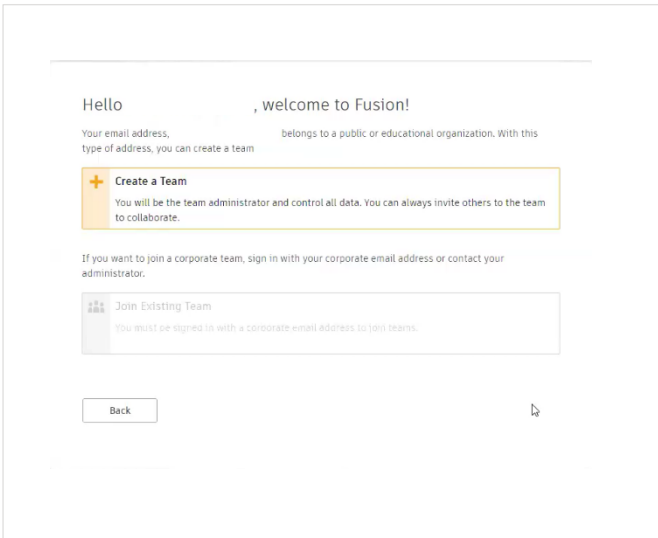 Hello , welcome to Fusion!
Your email address, belongs to a public or educational organization. With this
type of address, you can create a team
Create a Team
You will be the team administrator and control all data. You can always invite others to the team
to collaborate.
If you want to join a corporate team, sign in with your corporate email address or contact your
administrator.
Join Existing Team
You must be signed in with a corporate email address to join teams.
Back